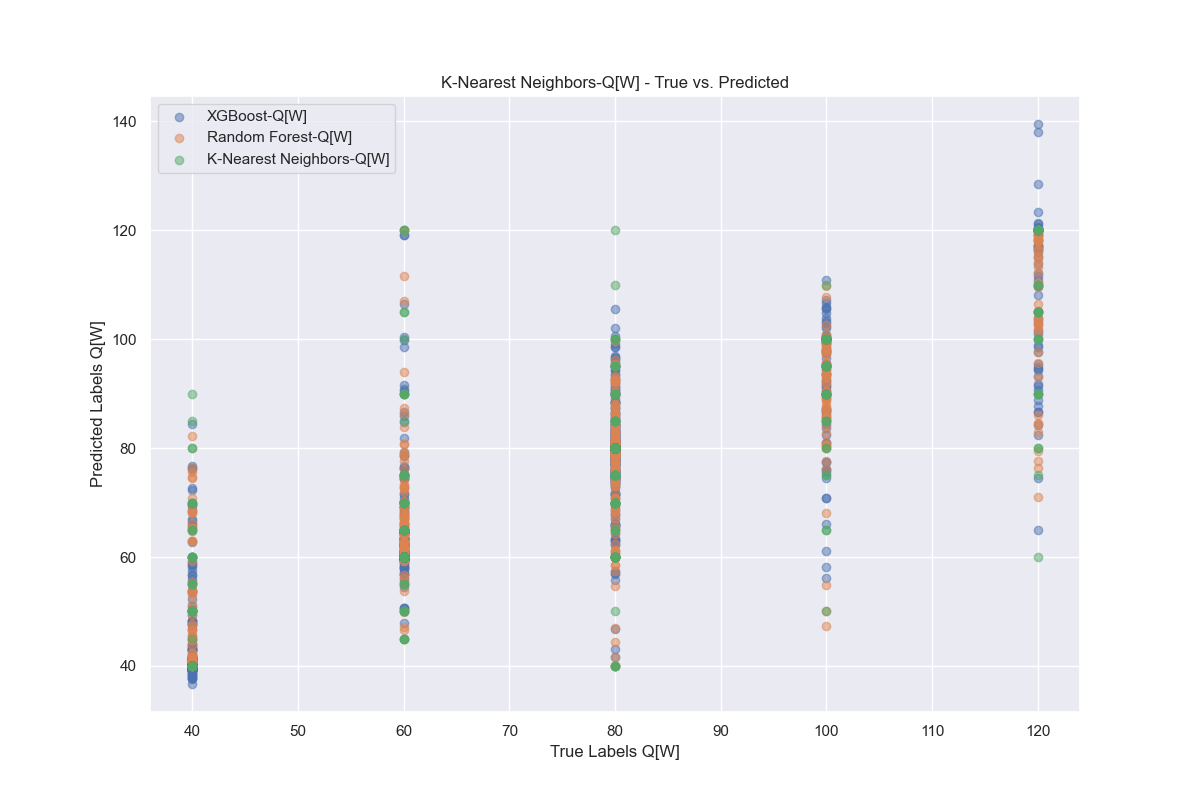 K-Nearest Neighbors-Q[W] - True vs. Predicted
XGBoost-Q[W]
Random Forest-Q[W]
K-Nearest Neighbors-Q[W]
140
120
100
80
60
40
Predicted Labels Q[W]
40 50 60 70 80 90 100 110 120
True Labels Q[W]